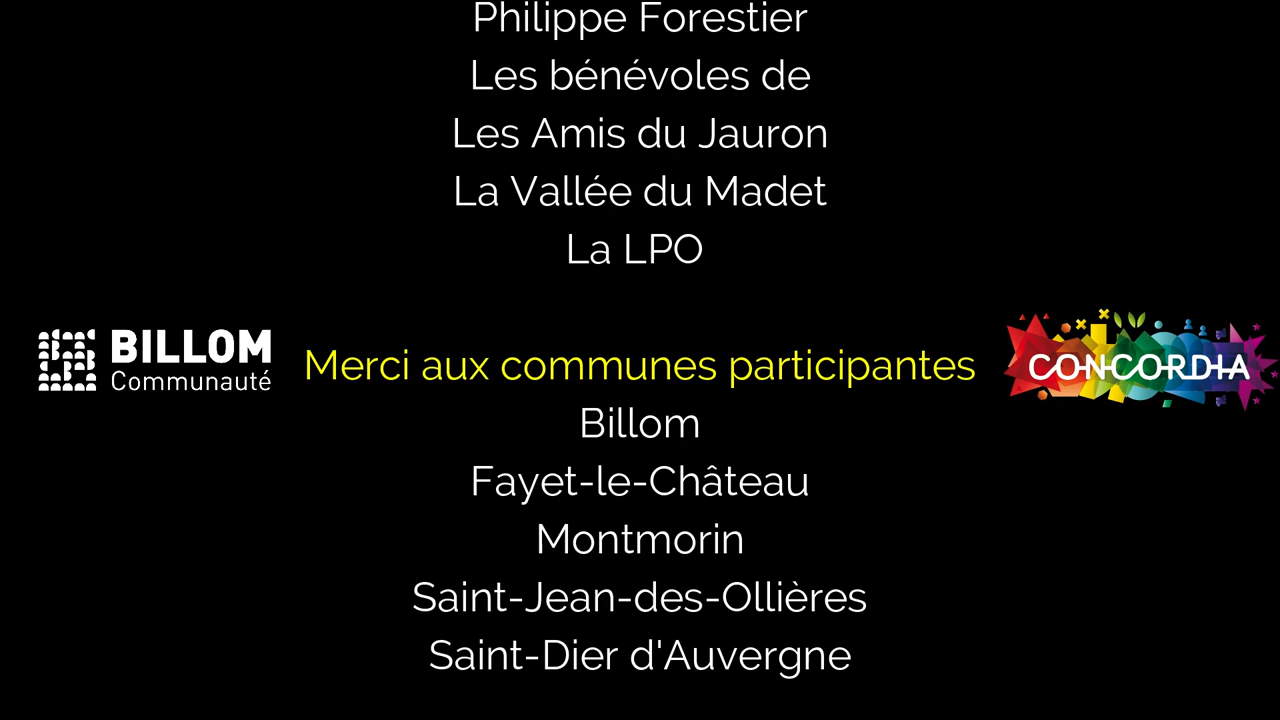 Philippe Forestier
Les bénévoles de
Les Amis du Jauron
La Vallée du Madet
La LPO
BILLOM
Communauté
Merci aux communes participantes
CONCORDIA
Billom
Fayet-le-Château
Montmorin
Saint-Jean-des-Ollières
Saint-Dier d'Auvergne